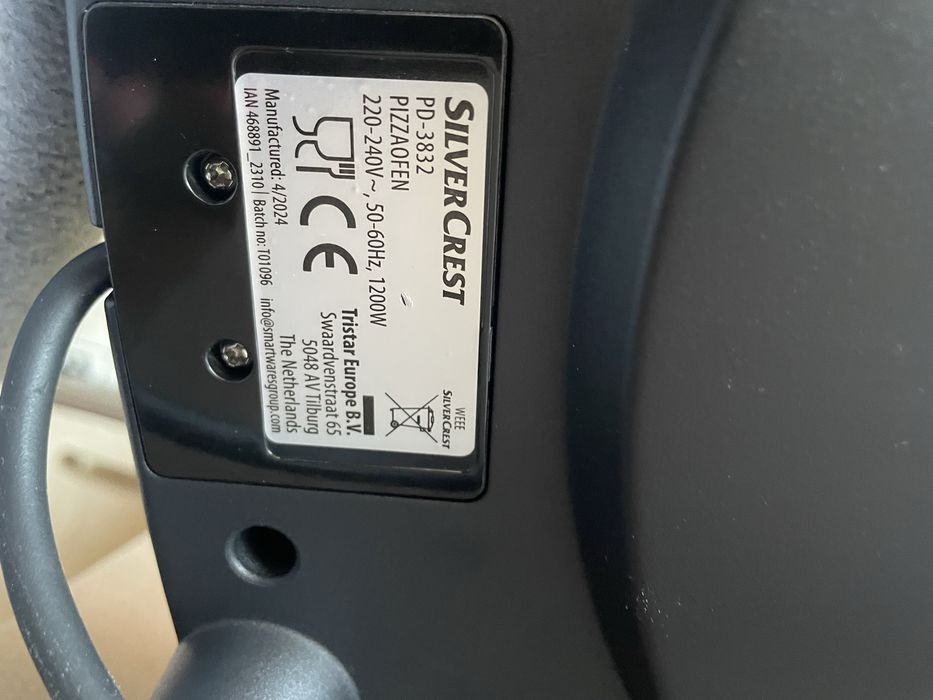 SILVERCREST
PD-3832
PIZZAOFEN
220-240V~, 50-60Hz, 1200W
CE
WEEE
SILVERCREST
Tristar Europe B.V.
Swaardvenstraat 65
5048 AV Tilburg
The Netherlands
Manufactured: 4/2024
IAN 468891_2310 | Batch no: T01096 info@smartwaresgroup.com